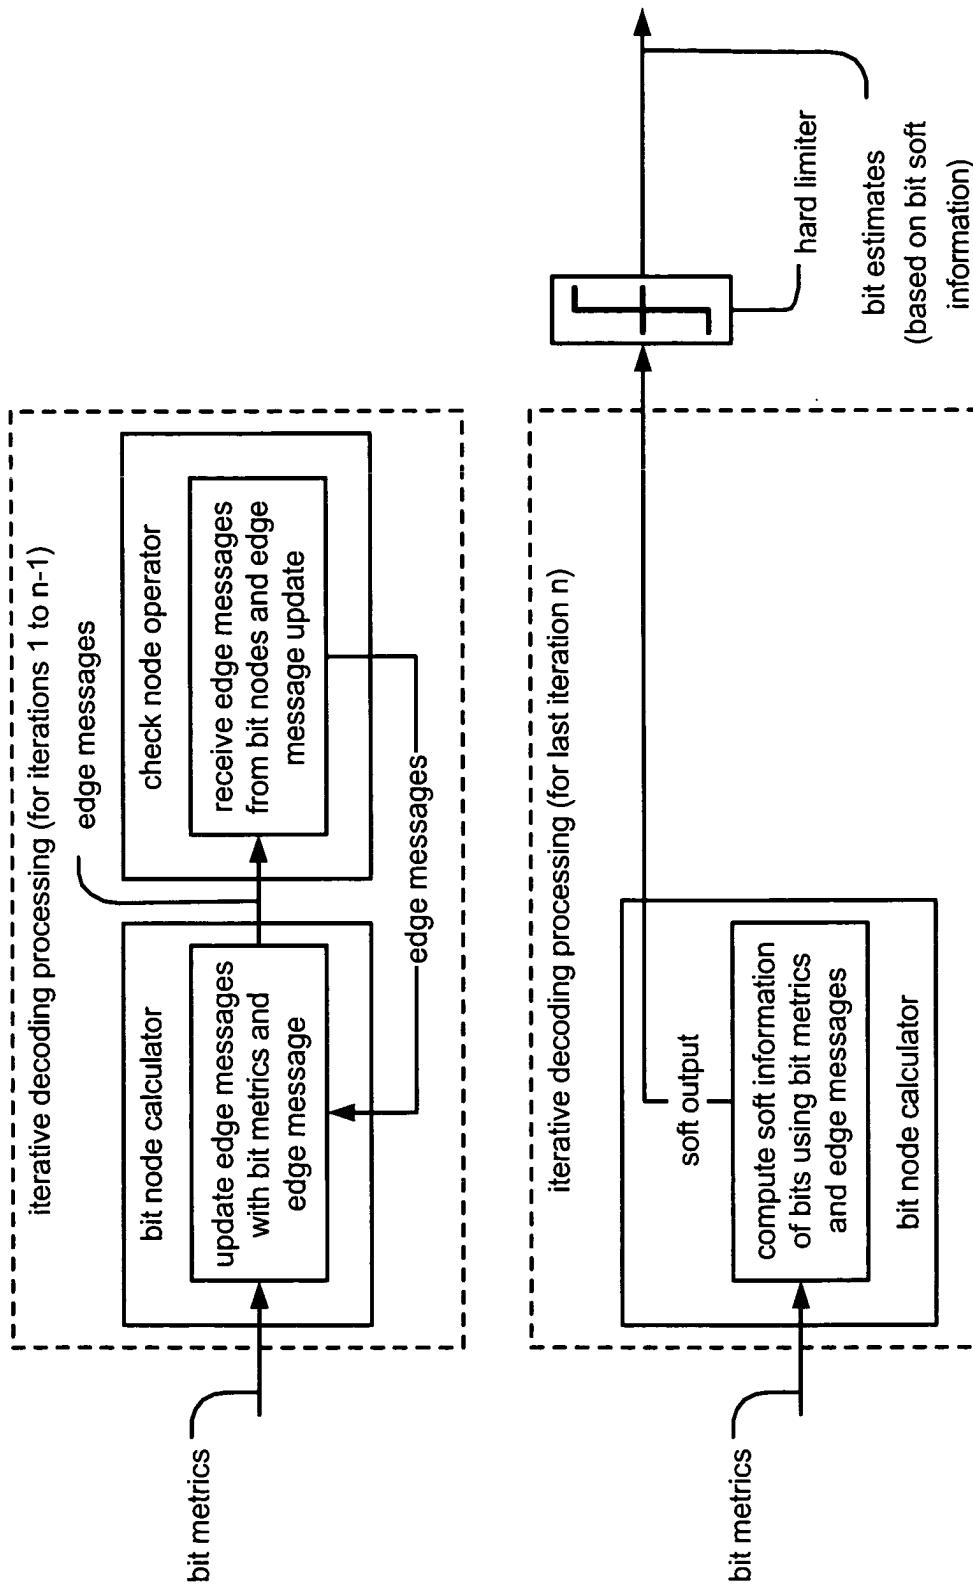 iterative decoding processing (for iterations 1 to n-1)
edge messages
bit node calculator
check node operator
update edge messages
with bit metrics and
edge message
receive edge messages
from bit nodes and edge
message update
edge messages
bit metrics
iterative decoding processing (for last iteration n)
soft output
compute soft information
of bits using bit metrics
and edge messages
bit node calculator
bit metrics
hard limiter
bit estimates
(based on bit soft
information)